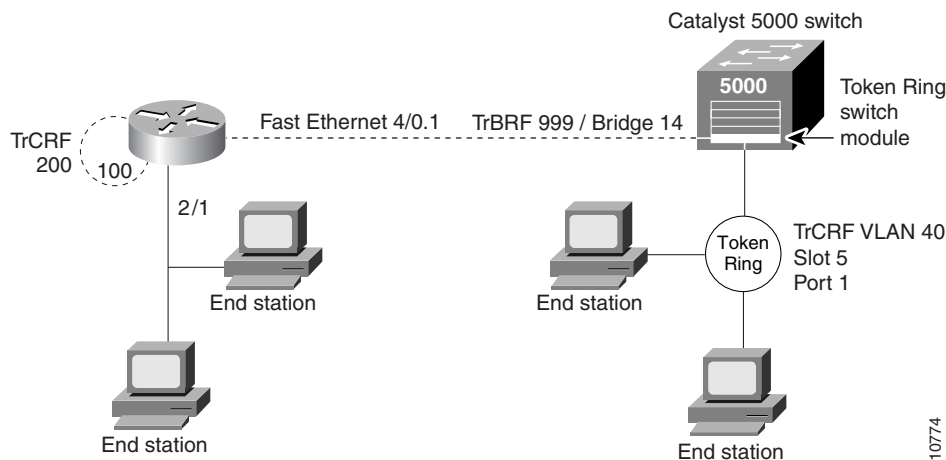 Catalyst 5000 switch
5000
Token Ring
switch
module
Fast Ethernet 4/0.1
TrBRF 999 / Bridge 14
TrCRF
200
100
2/1
End station
End station
Token
Ring
TrCRF VLAN 40
Slot 5
Port 1
End station
End station
10774